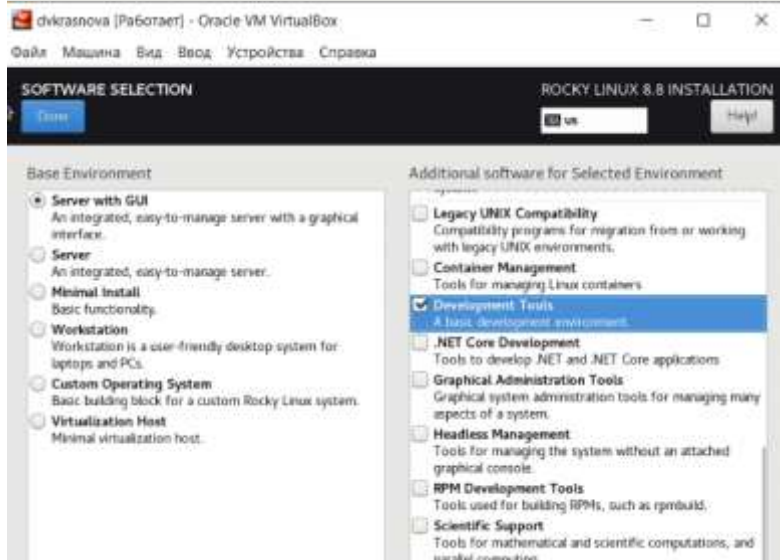 dvkrasnova [Работает] - Oracle VM VirtualBox
Файл Машина Вид Ввод Устройства Справка
SOFTWARE SELECTION
ROCKY LINUX 8.8 INSTALLATION
Done
us
Help!
Base Environment
Server with GUI
An integrated, easy-to-manage server with a graphical
interface.
Server
An integrated, easy-to-manage server.
Minimal Install
Basic functionality.
Workstation
Workstation is a user-friendly desktop system for
laptops and PCs.
Custom Operating System
Basic building block for a custom Rocky Linux system.
Virtualization Host
Minimal virtualization host.
Additional software for Selected Environment
Legacy UNIX Compatibility
Compatibility programs for migration from or working
with legacy UNIX environments.
Container Management
Tools for managing Linux containers
Development Tools
A basic development environment.
.NET Core Development
Tools to develop .NET and .NET Core applications
Graphical Administration Tools
Graphical system administration tools for managing many
aspects of a system.
Headless Management
Tools for managing the system without an attached
graphical console.
RPM Development Tools
Tools used for building RPMs, such as rpmbuild.
Scientific Support
Tools for mathematical and scientific computations, and
parallel computing.